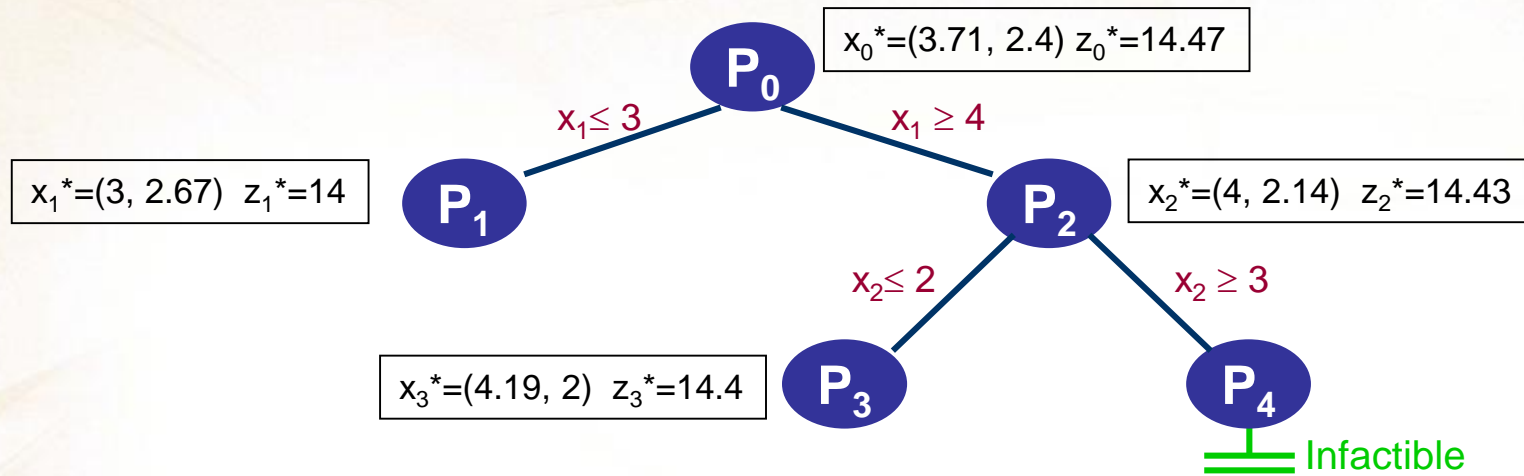 x₀*=(3.71, 2.4) z₀*=14.47
P₀
x₁≤ 3
x₁ ≥ 4
x₁*=(3, 2.67) z₁*=14
P₁
P₂
x₂*=(4, 2.14) z₂*=14.43
x₂≤ 2
x₂ ≥ 3
x₃*=(4.19, 2) z₃*=14.4
P₃
P₄
Infactible